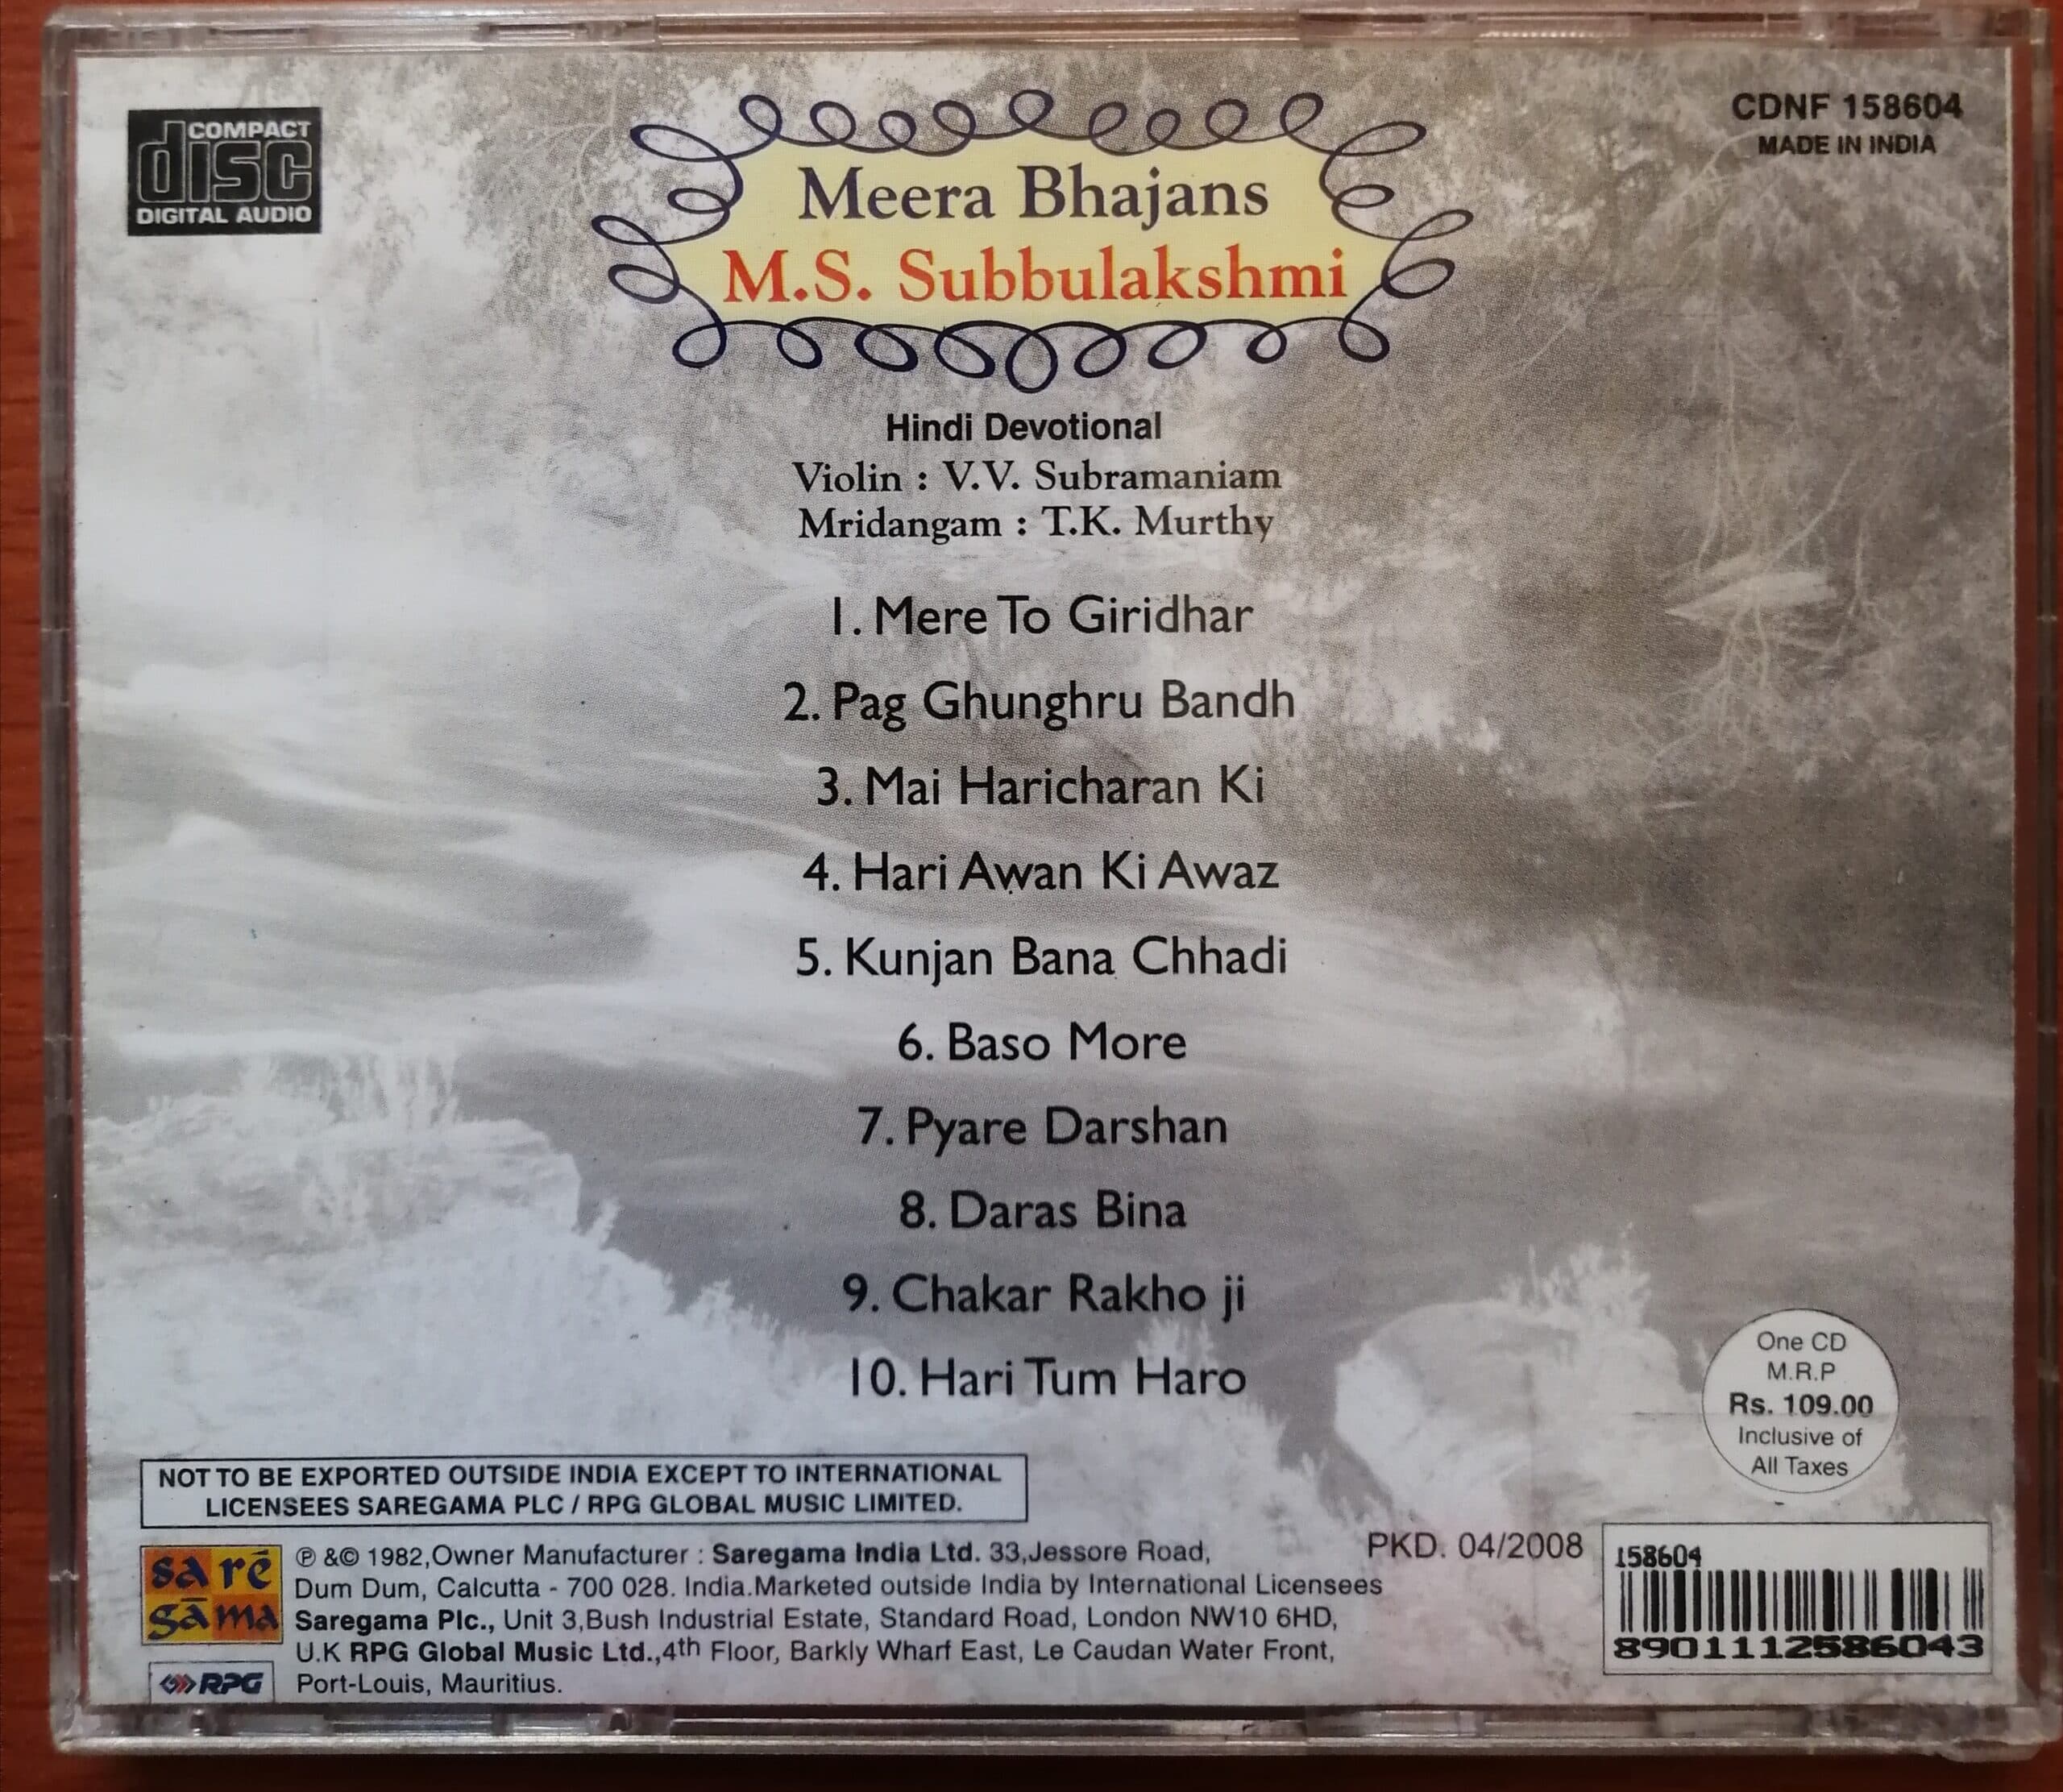 COMPACT
disc
DIGITAL AUDIO
CDNF 158604
MADE IN INDIA
Meera Bhajans
M.S. Subbulakshmi
Hindi Devotional
Violin : V.V. Subramaniam
Mridangam : T.K. Murthy
1. Mere To Giridhar
2. Pag Ghunghru Bandh
3. Mai Haricharan Ki
4. Hari Awan Ki Awaz
5. Kunjan Bana Chhadi
6. Baso More
7. Pyare Darshan
8. Daras Bina
9. Chakar Rakho ji
10. Hari Tum Haro
One CD
M.R.P
Rs. 109.00
Inclusive of
All Taxes
NOT TO BE EXPORTED OUTSIDE INDIA EXCEPT TO INTERNATIONAL
LICENSEES SAREGAMA PLC / RPG GLOBAL MUSIC LIMITED.
sa rē
gā ma
RPG
℗ &© 1982,Owner Manufacturer : Saregama India Ltd. 33,Jessore Road,
Dum Dum, Calcutta - 700 028. India.Marketed outside India by International Licensees
Saregama Plc., Unit 3,Bush Industrial Estate, Standard Road, London NW10 6HD,
U.K RPG Global Music Ltd.,4th Floor, Barkly Wharf East, Le Caudan Water Front,
Port-Louis, Mauritius.
PKD. 04/2008
158604
8901112586043